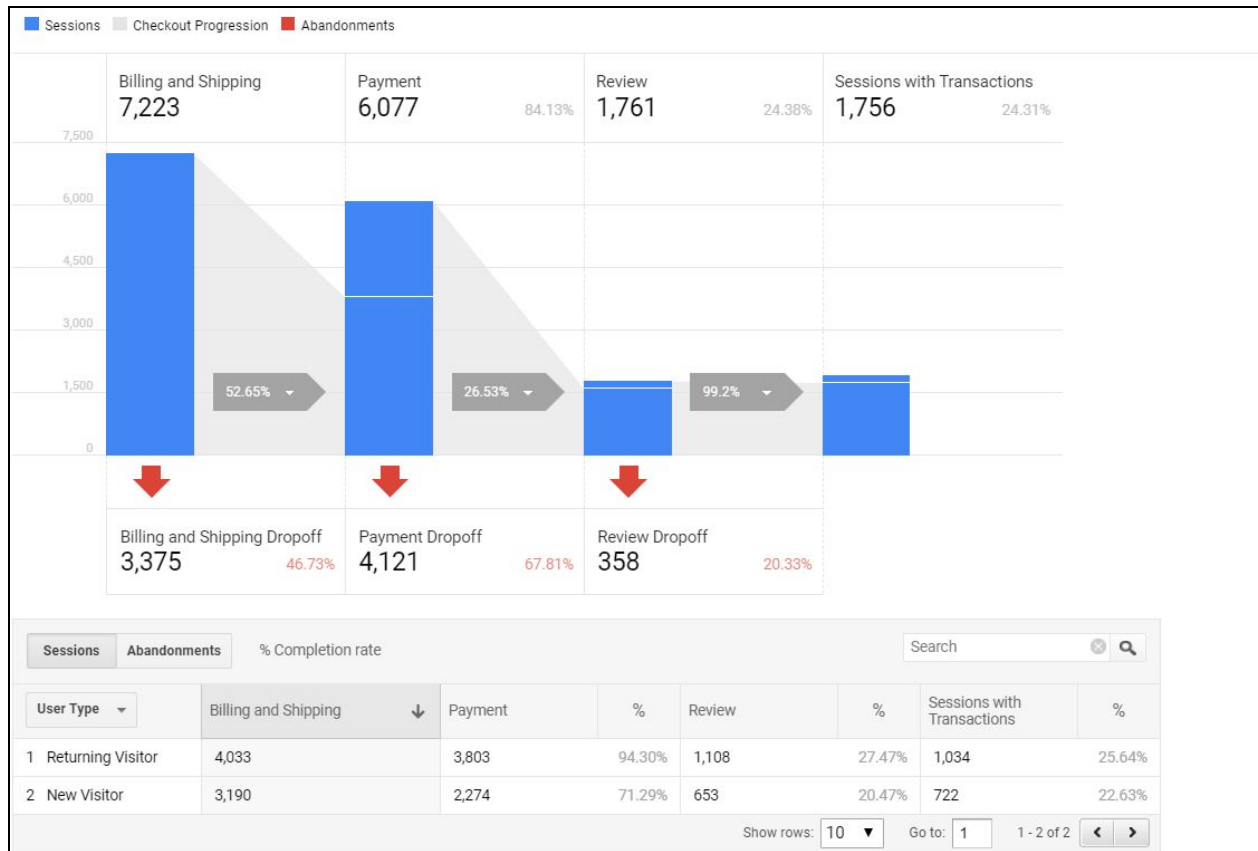 Sessions Checkout Progression Abandonments
Billing and Shipping Payment Review Sessions with Transactions
7,223 6,077 84.13% 1,761 24.38% 1,756 24.31%
7,500
6,000
4,500
3,000
1,500 52.65% 26.53% 99.2%
0
Billing and Shipping Dropoff Payment Dropoff Review Dropoff
3,375 46.73% 4,121 67.81% 358 20.33%
Sessions Abandonments % Completion rate Search
User Type Billing and Shipping Payment % Review % Sessions with Transactions %
1 Returning Visitor 4,033 3,803 94.30% 1,108 27.47% 1,034 25.64%
2 New Visitor 3,190 2,274 71.29% 653 20.47% 722 22.63%
Show rows: 10 Go to: 1 1 - 2 of 2